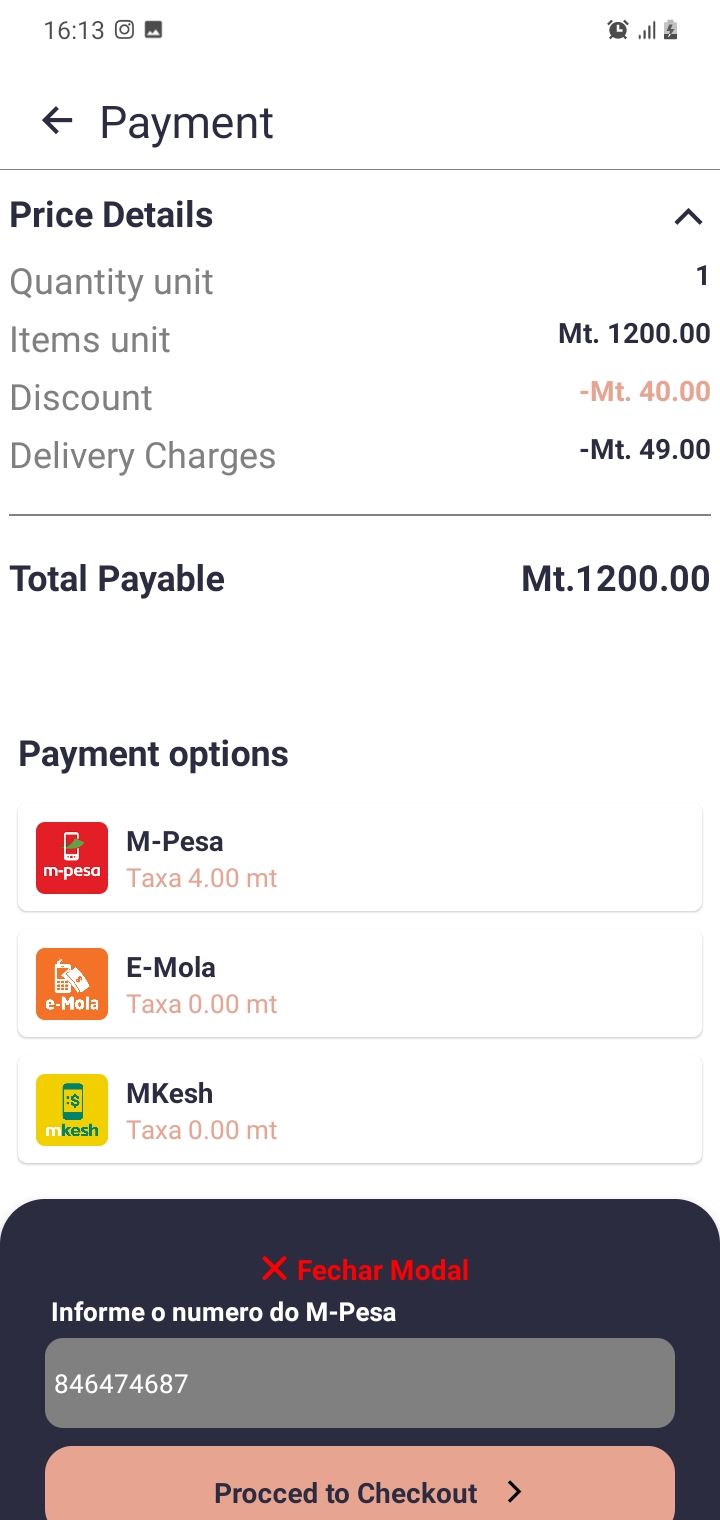 16:13
Payment
Price Details
Quantity unit 1
Items unit Mt. 1200.00
Discount -Mt. 40.00
Delivery Charges -Mt. 49.00
Total Payable Mt.1200.00
Payment options
m-pesa
M-Pesa
Taxa 4.00 mt
e-Mola
E-Mola
Taxa 0.00 mt
:$
mkesh
MKesh
Taxa 0.00 mt
Fechar Modal
Informe o numero do M-Pesa
846474687
Procced to Checkout